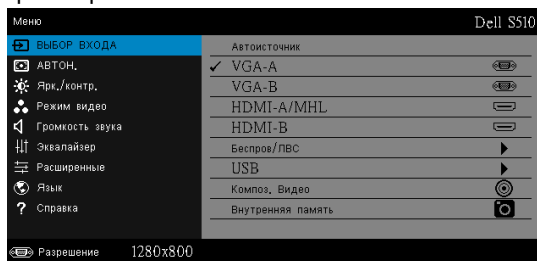 Меню Dell S510
ВЫБОР ВХОДА
АВТОН.
Ярк./контр.
Режим видео
Громкость звука
Эквалайзер
Расширенные
Язык
Справка
Автоисточник
VGA-A
VGA-B
HDMI-A/MHL
HDMI-B
Беспров/ЛВС
USB
Композ. Видео
Внутренняя память
Разрешение 1280x800